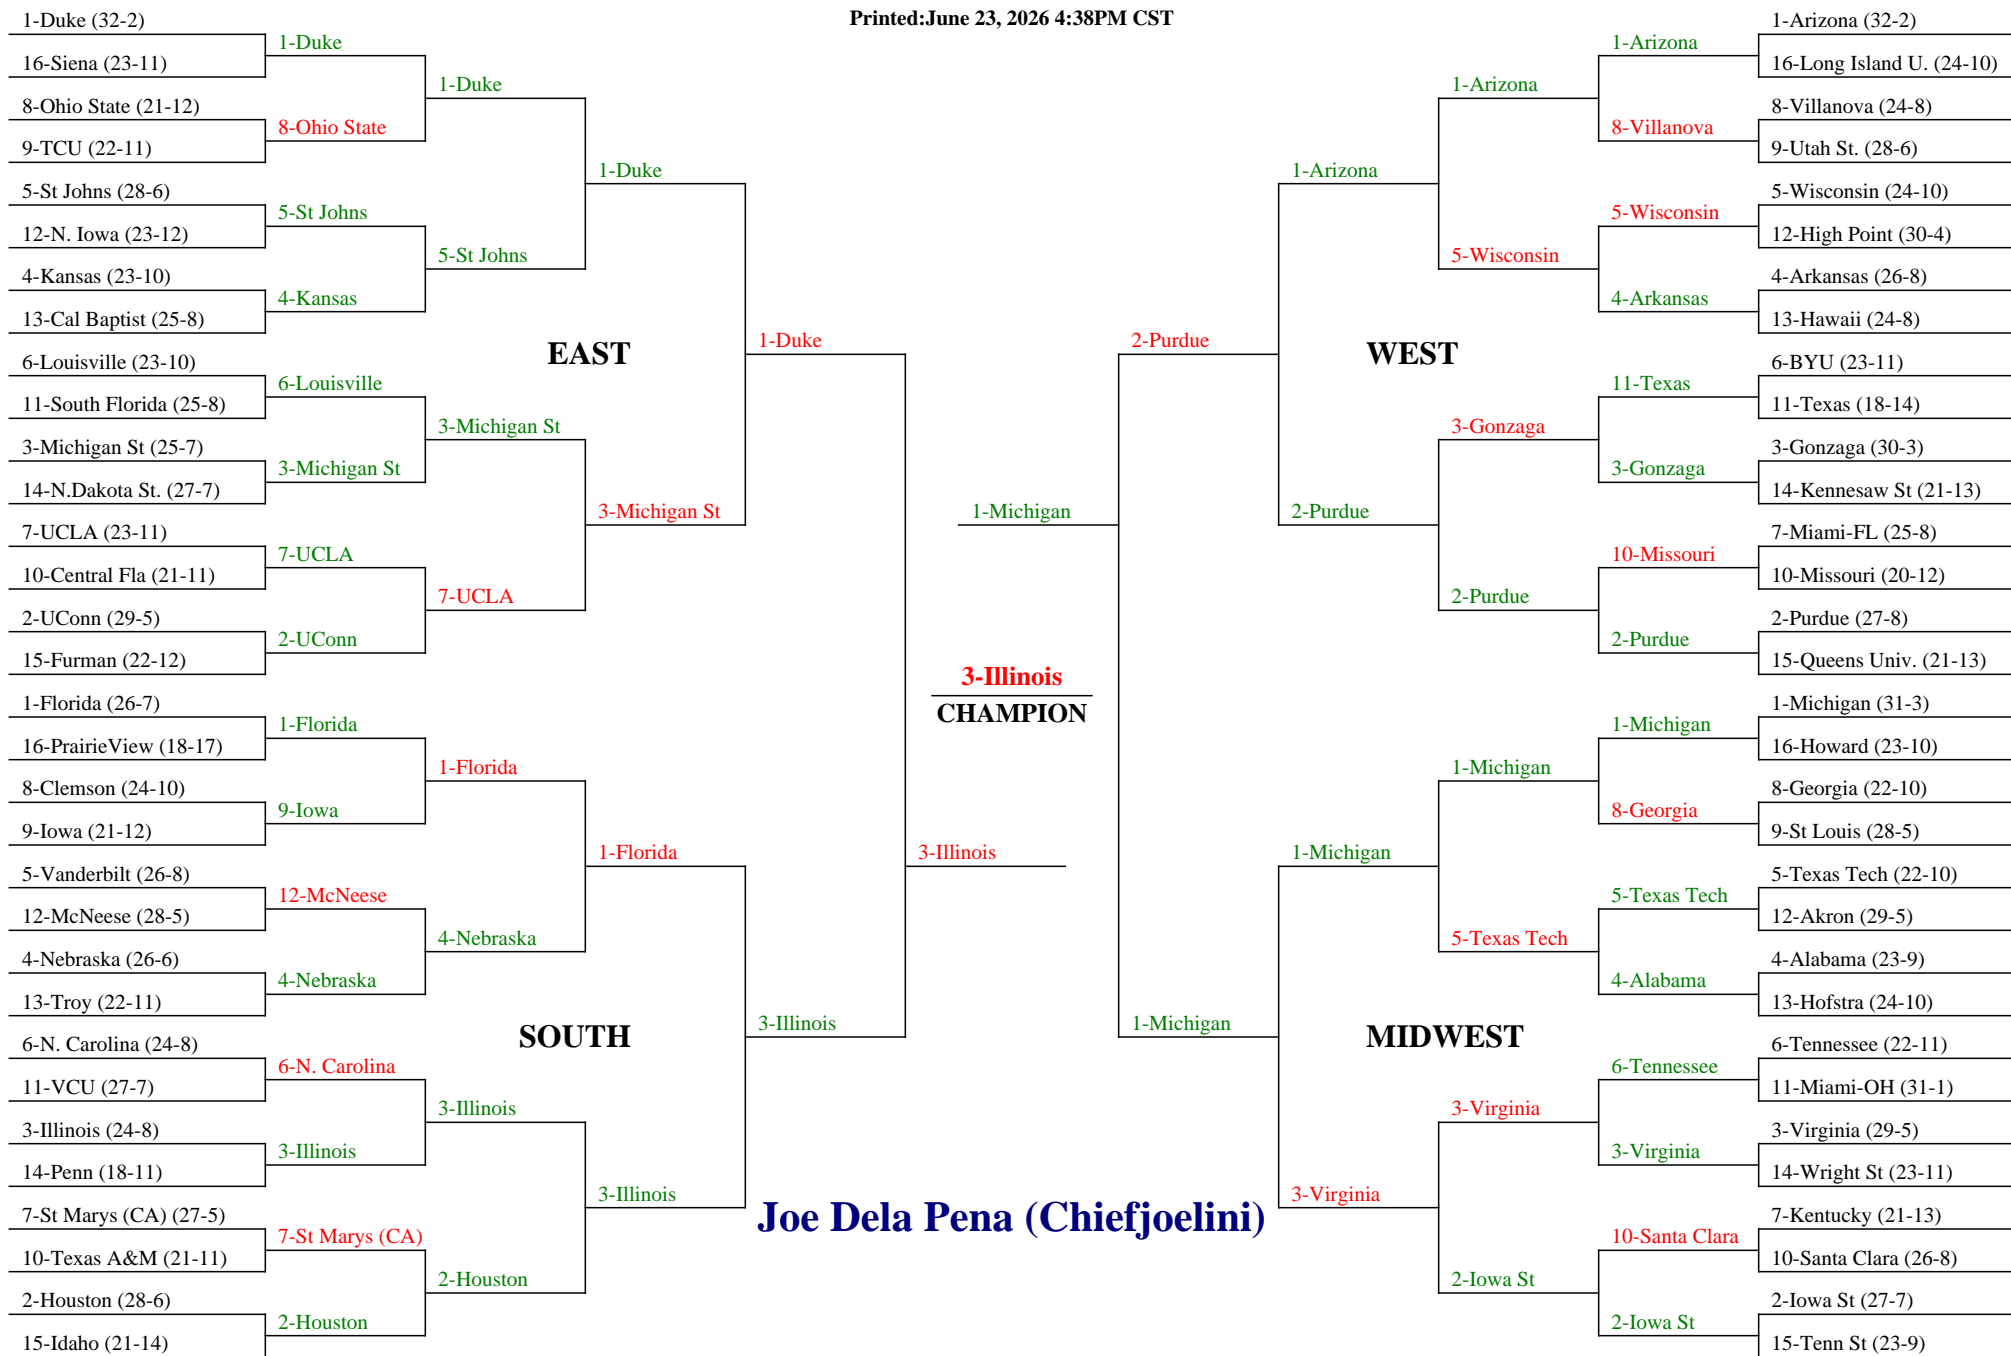 Printed:June 23, 2026 4:38PM CST
1-Duke (32-2)
16-Siena (23-11)
8-Ohio State (21-12)
9-TCU (22-11)
5-St Johns (28-6)
12-N. Iowa (23-12)
4-Kansas (23-10)
13-Cal Baptist (25-8)
6-Louisville (23-10)
11-South Florida (25-8)
3-Michigan St (25-7)
14-N.Dakota St. (27-7)
7-UCLA (23-11)
10-Central Fla (21-11)
2-UConn (29-5)
15-Furman (22-12)
1-Florida (26-7)
16-PrairieView (18-17)
8-Clemson (24-10)
9-Iowa (21-12)
5-Vanderbilt (26-8)
12-McNeese (28-5)
4-Nebraska (26-6)
13-Troy (22-11)
6-N. Carolina (24-8)
11-VCU (27-7)
3-Illinois (24-8)
14-Penn (18-11)
7-St Marys (CA) (27-5)
10-Texas A&M (21-11)
2-Houston (28-6)
15-Idaho (21-14)
1-Duke
8-Ohio State
5-St Johns
4-Kansas
6-Louisville
3-Michigan St
7-UCLA
2-UConn
1-Florida
9-Iowa
12-McNeese
4-Nebraska
6-N. Carolina
3-Illinois
7-St Marys (CA)
2-Houston
1-Duke
5-St Johns
3-Michigan St
7-UCLA
1-Florida
4-Nebraska
3-Illinois
2-Houston
1-Duke
3-Michigan St
1-Florida
3-Illinois
EAST
SOUTH
1-Duke
3-Illinois
3-Illinois
1-Michigan
3-Illinois
CHAMPION
Joe Dela Pena (Chiefjoelini)
2-Purdue
1-Michigan
WEST
MIDWEST
1-Arizona
2-Purdue
1-Michigan
3-Virginia
1-Arizona
5-Wisconsin
3-Gonzaga
2-Purdue
1-Michigan
5-Texas Tech
3-Virginia
2-Iowa St
1-Arizona
8-Villanova
5-Wisconsin
4-Arkansas
11-Texas
3-Gonzaga
10-Missouri
2-Purdue
1-Michigan
8-Georgia
5-Texas Tech
4-Alabama
6-Tennessee
3-Virginia
10-Santa Clara
2-Iowa St
1-Arizona (32-2)
16-Long Island U. (24-10)
8-Villanova (24-8)
9-Utah St. (28-6)
5-Wisconsin (24-10)
12-High Point (30-4)
4-Arkansas (26-8)
13-Hawaii (24-8)
6-BYU (23-11)
11-Texas (18-14)
3-Gonzaga (30-3)
14-Kennesaw St (21-13)
7-Miami-FL (25-8)
10-Missouri (20-12)
2-Purdue (27-8)
15-Queens Univ. (21-13)
1-Michigan (31-3)
16-Howard (23-10)
8-Georgia (22-10)
9-St Louis (28-5)
5-Texas Tech (22-10)
12-Akron (29-5)
4-Alabama (23-9)
13-Hofstra (24-10)
6-Tennessee (22-11)
11-Miami-OH (31-1)
3-Virginia (29-5)
14-Wright St (23-11)
7-Kentucky (21-13)
10-Santa Clara (26-8)
2-Iowa St (27-7)
15-Tenn St (23-9)